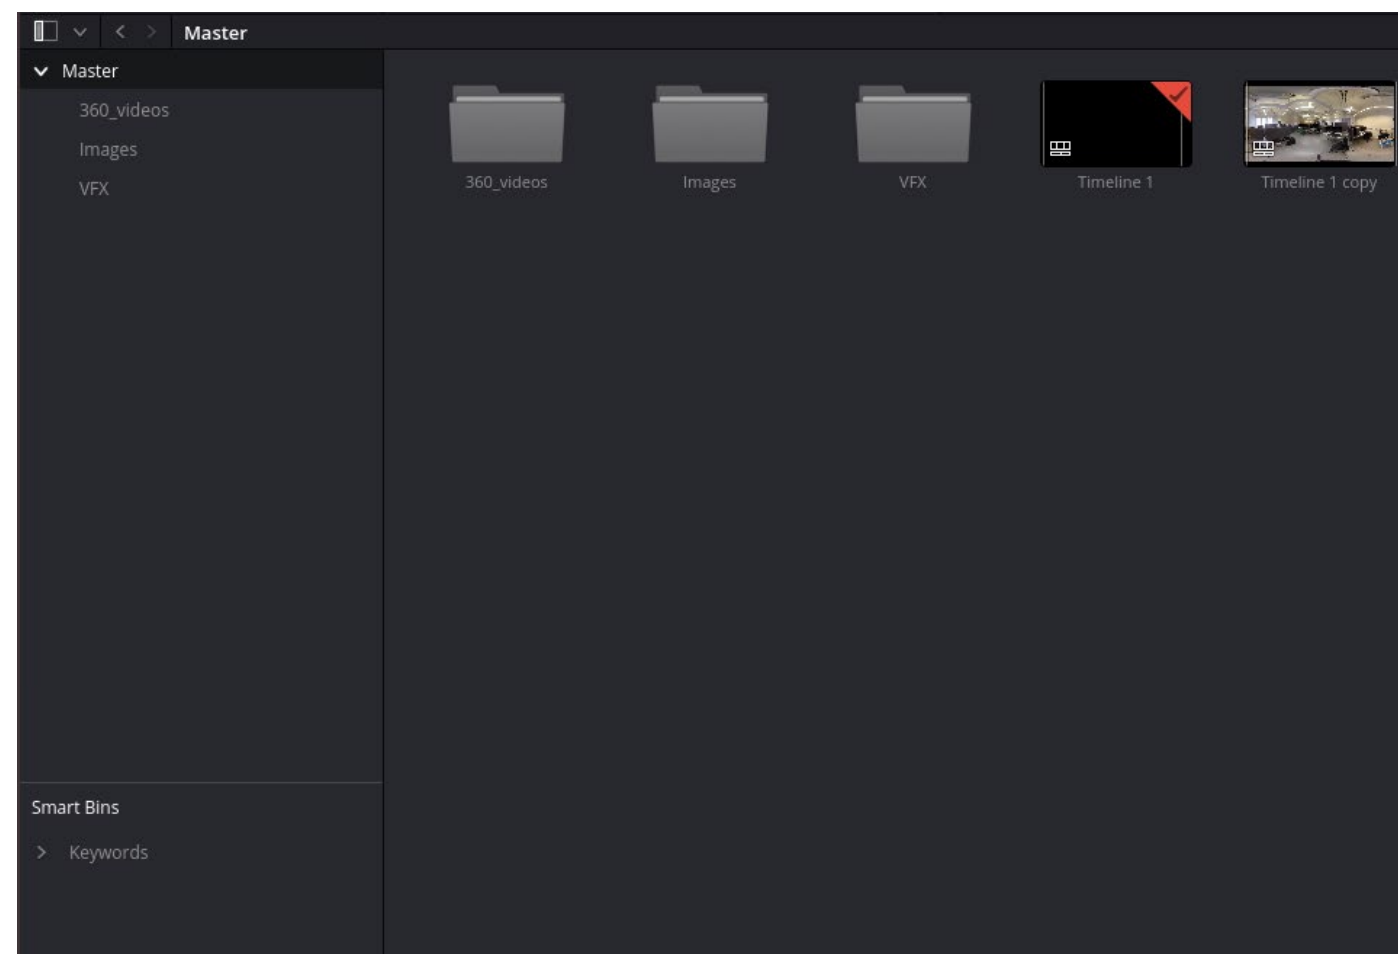 Master
Master
360_videos
Images
VFX
360_videos
Images
VFX
Timeline 1
Timeline 1 copy
Smart Bins
Keywords